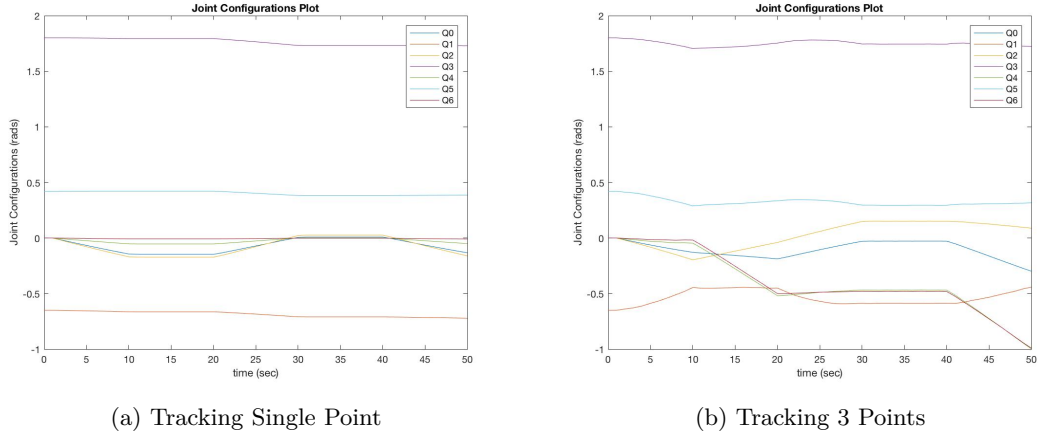 Joint Configurations Plot
2
1.5
1
0.5
0
-0.5
-1
Joint Configurations (rads)
0 5 10 15 20 25 30 35 40 45 50
time (sec)
Q0
Q1
Q2
Q3
Q4
Q5
Q6
(a) Tracking Single Point
Joint Configurations Plot
2
1.5
1
0.5
0
-0.5
-1
Joint Configurations (rads)
0 5 10 15 20 25 30 35 40 45 50
time (sec)
Q0
Q1
Q2
Q3
Q4
Q5
Q6
(b) Tracking 3 Points